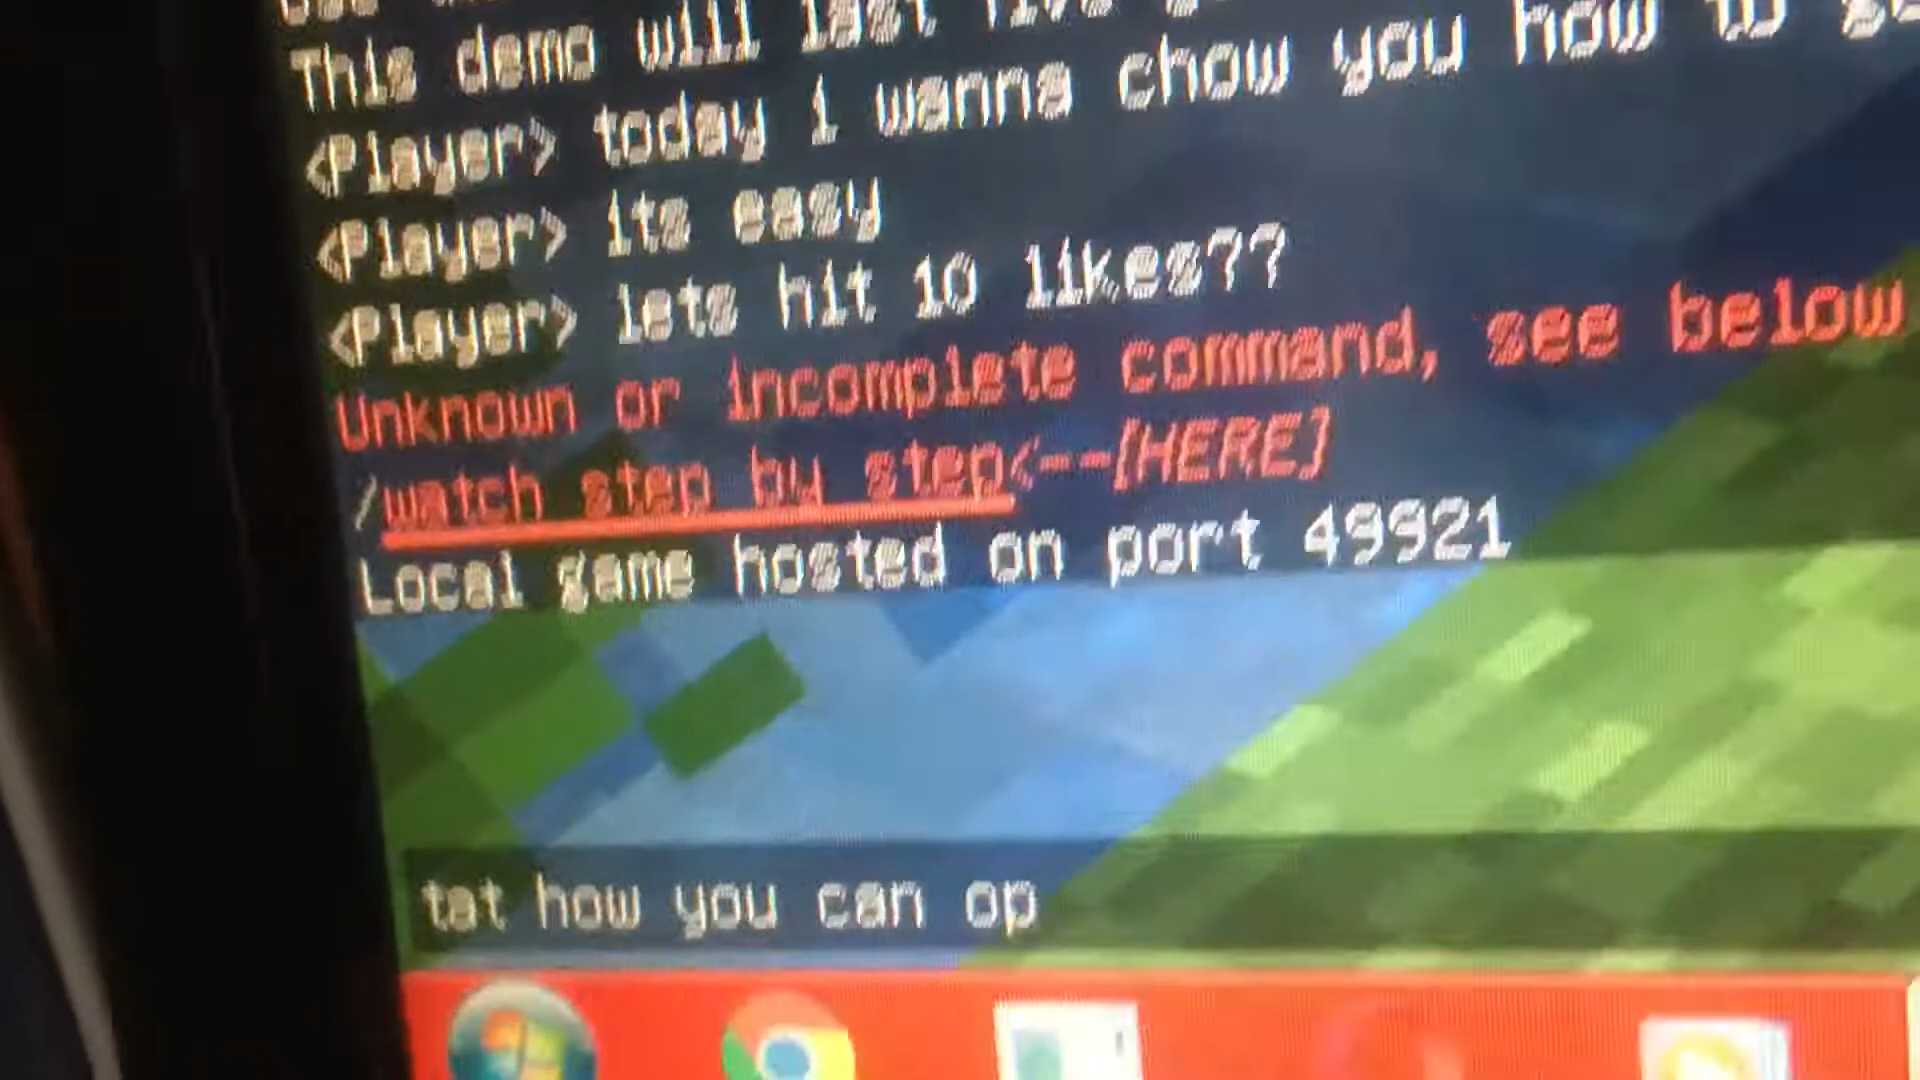 This demo will last five
<Player> today i wanna chow you how to
<Player> its easy
<Player> lets hit 10 likes??
Unknown or incomplete command, see below
/watch step by step<--[HERE]
Local game hosted on port 49921
tat how you can op